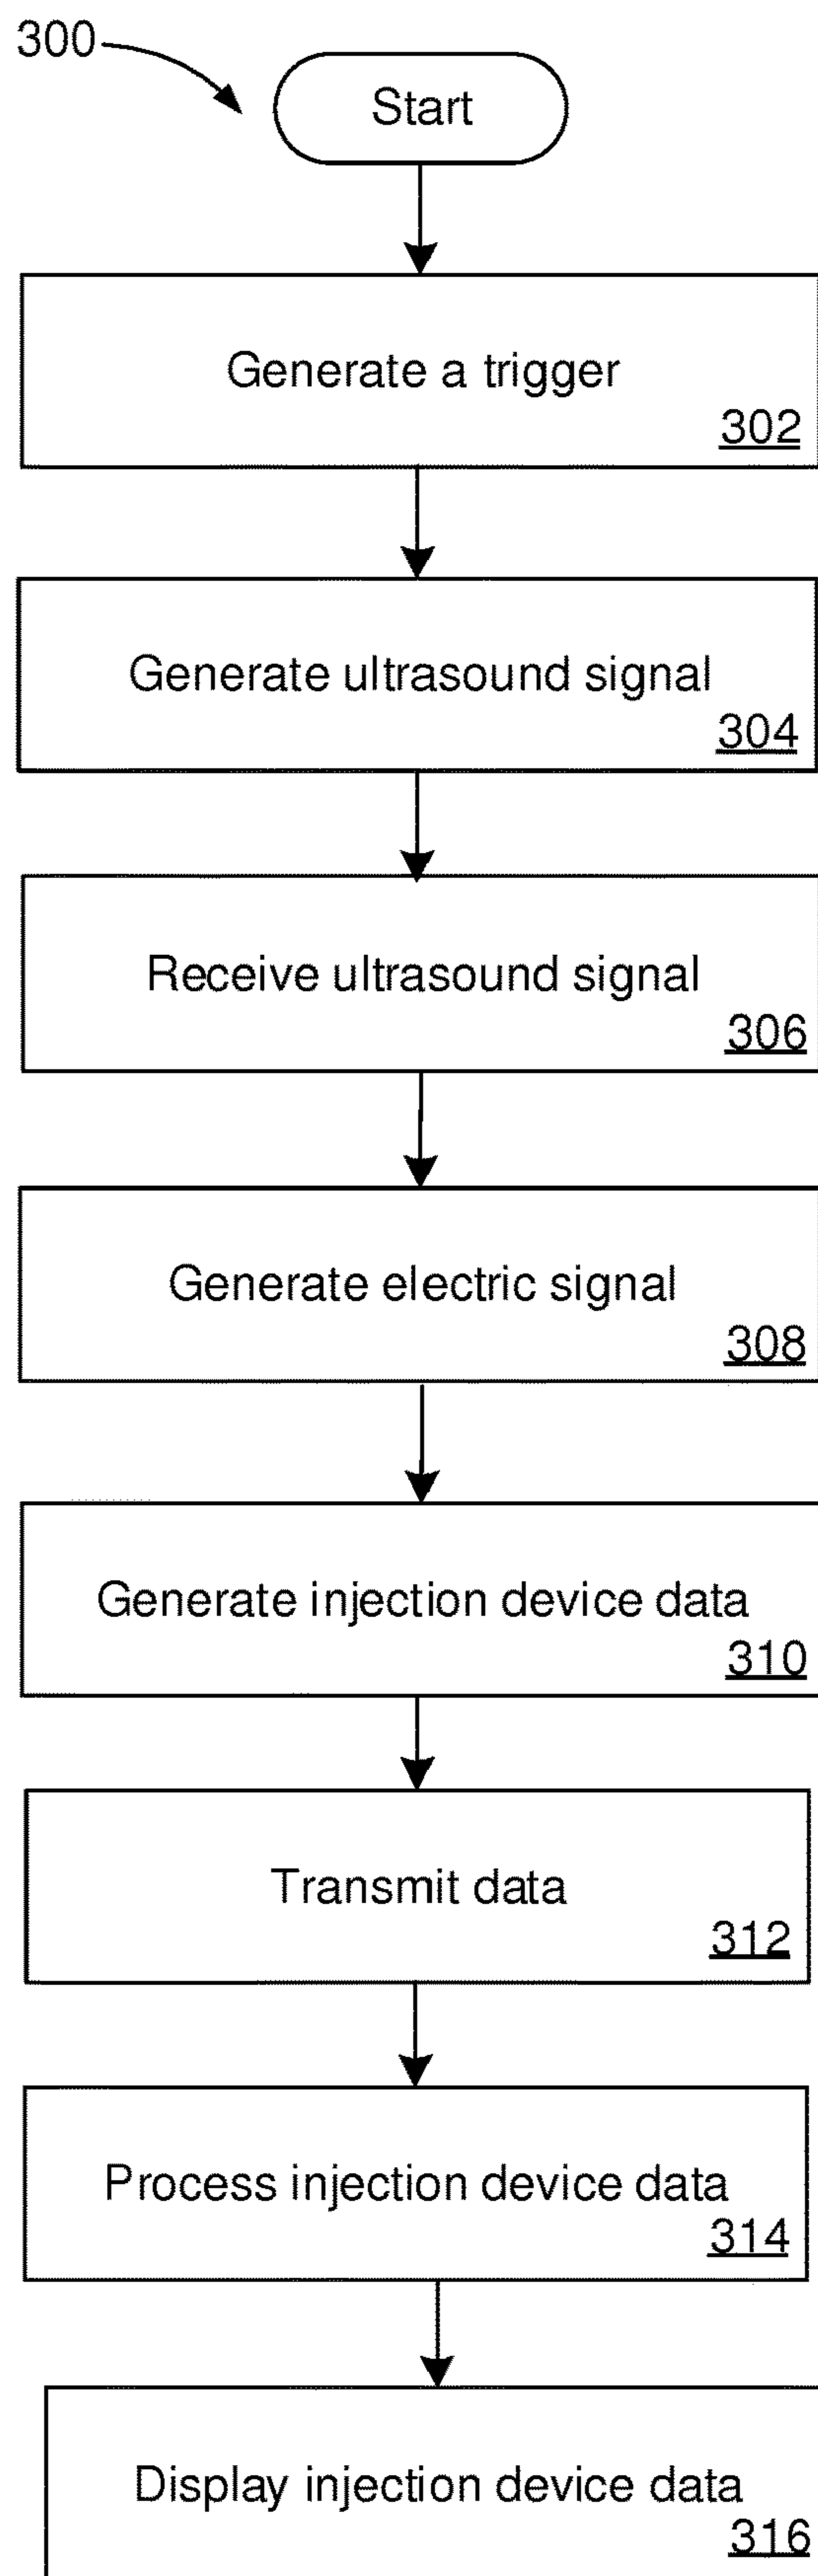 300
Start
Generate a trigger
302
Generate ultrasound signal
304
Receive ultrasound signal
306
Generate electric signal
308
Generate injection device data
310
Transmit data
312
Process injection device data
314
Display injection device data
316